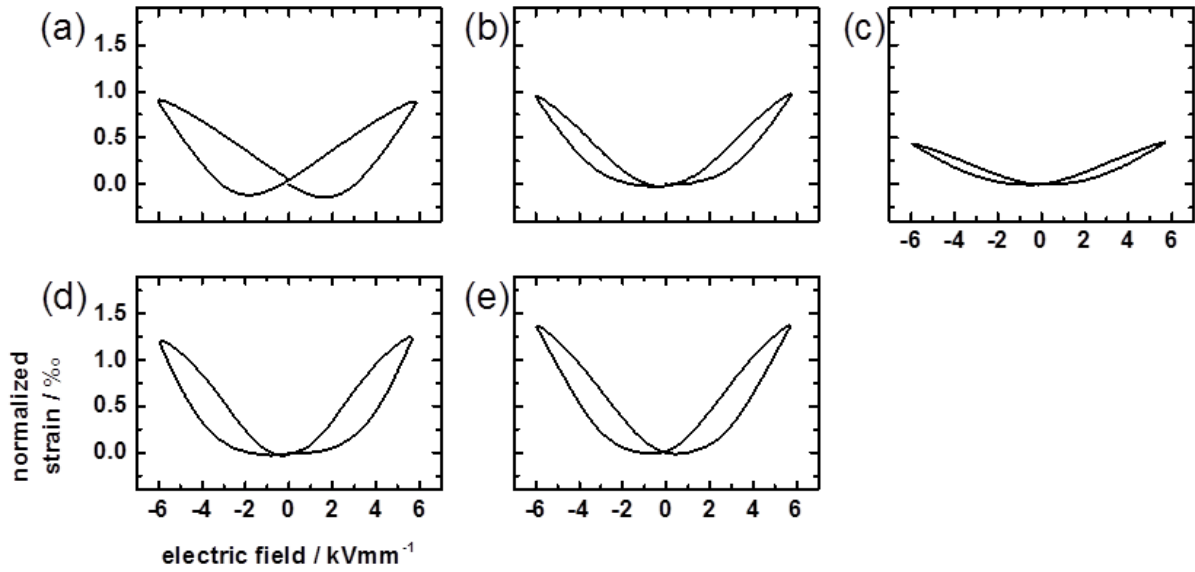 (a)
(b)
(c)
1.5
1.0
0.5
0.0
-6 -4 -2 0 2 4 6
(d)
(e)
1.5
1.0
0.5
0.0
normalized
strain / ‰
-6 -4 -2 0 2 4 6
-6 -4 -2 0 2 4 6
electric field / kVmm⁻¹